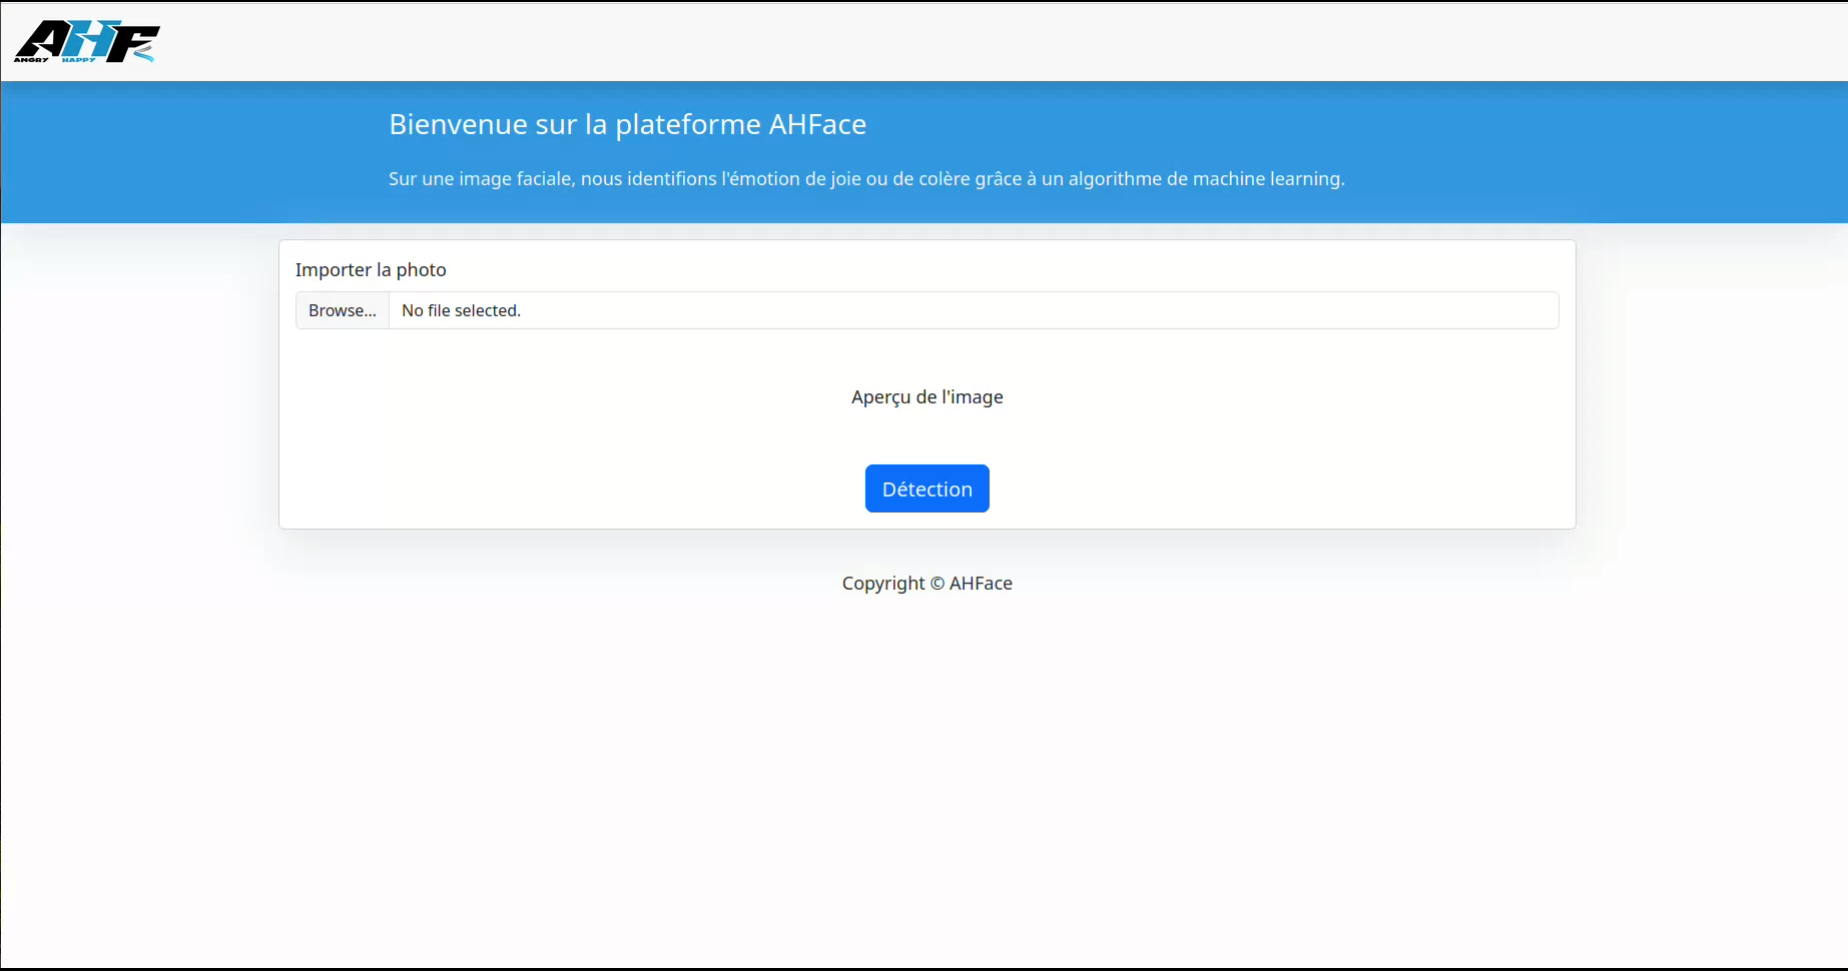 AHF
ANGRY HAPPY
Bienvenue sur la plateforme AHFace
Sur une image faciale, nous identifions l'émotion de joie ou de colère grâce à un algorithme de machine learning.
Importer la photo
Browse... No file selected.
Aperçu de l'image
Détection
Copyright © AHFace